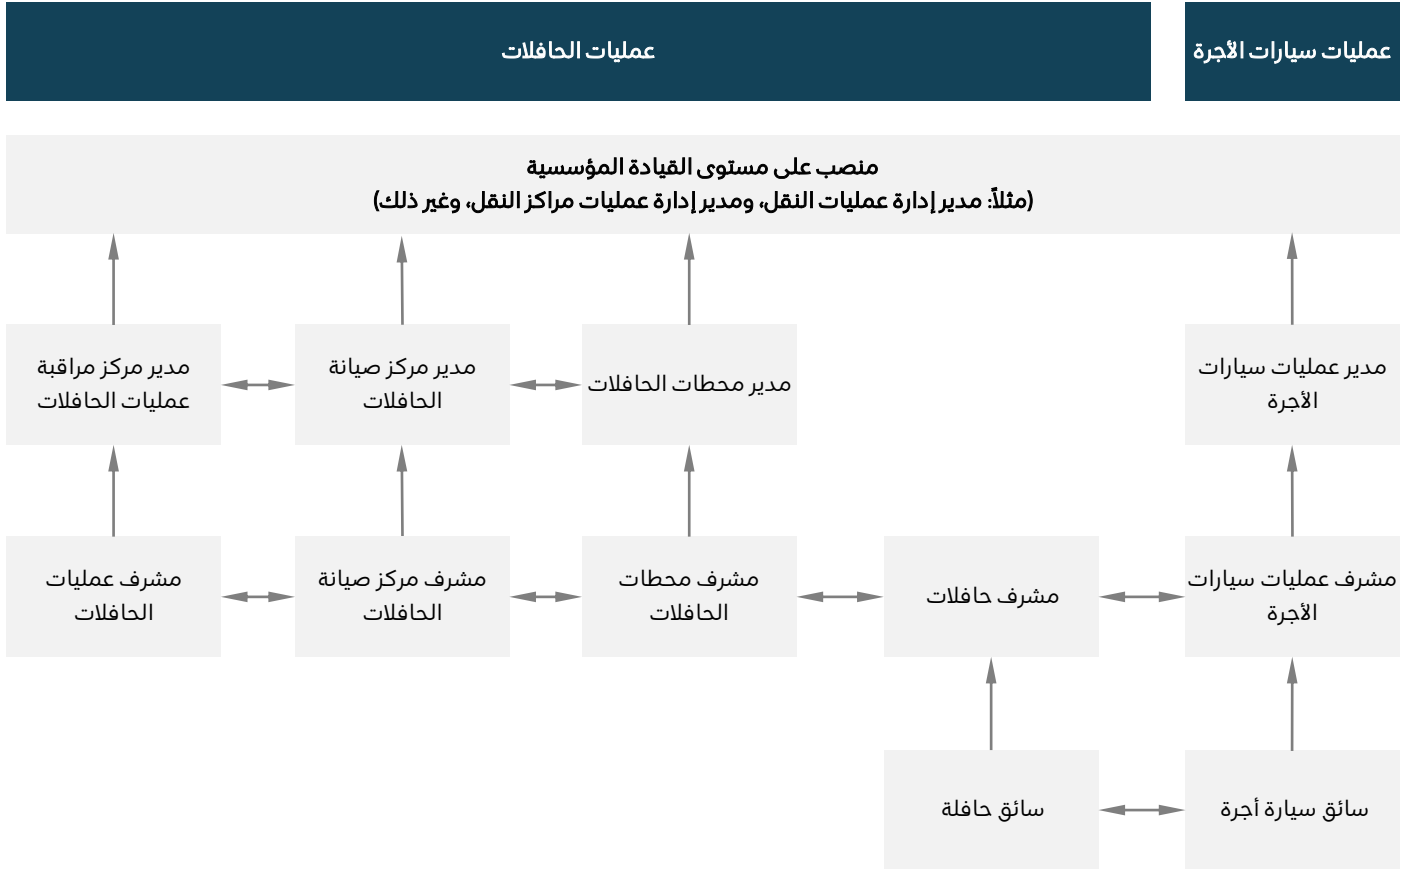 عمليات سيارات الأجرة
عمليات الحافلات
منصب على مستوى القيادة المؤسسية
(مثلاً: مدير إدارة عمليات النقل، ومدير إدارة عمليات مراكز النقل، وغير ذلك)
مدير عمليات سيارات
الأجرة
مدير محطات الحافلات
مدير مركز صيانة
الحافلات
مدير مركز مراقبة
عمليات الحافلات
مشرف عمليات سيارات
الأجرة
مشرف حافلات
مشرف محطات
الحافلات
مشرف مركز صيانة
الحافلات
مشرف عمليات
الحافلات
سائق سيارة أجرة
سائق حافلة